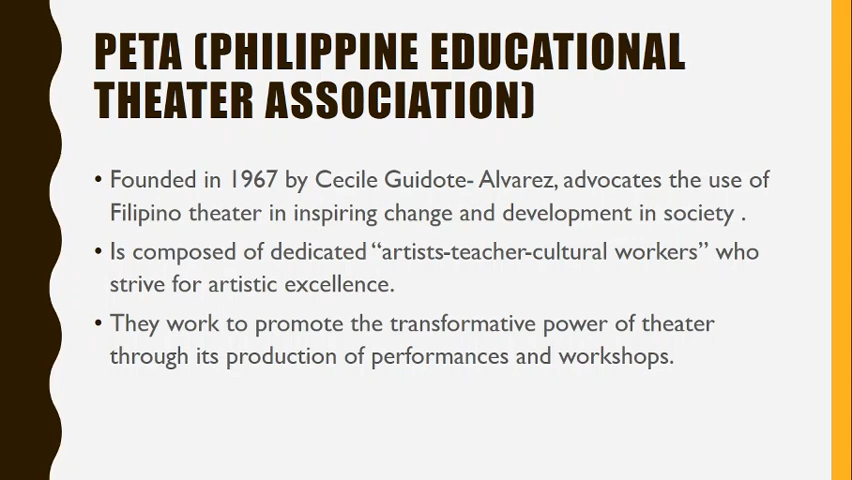 PETA (PHILIPPINE EDUCATIONAL
THEATER ASSOCIATION)
• Founded in 1967 by Cecile Guidote- Alvarez, advocates the use of
Filipino theater in inspiring change and development in society .
• Is composed of dedicated “artists-teacher-cultural workers” who
strive for artistic excellence.
• They work to promote the transformative power of theater
through its production of performances and workshops.